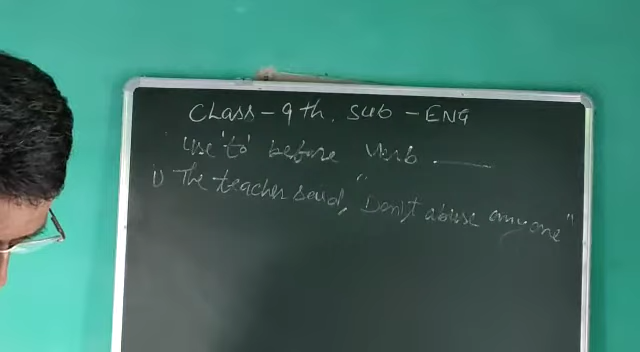 Class - 9th. Sub - ENG
Use 'to' before Verb.
1) The teacher said, "Don't abuse anyone"